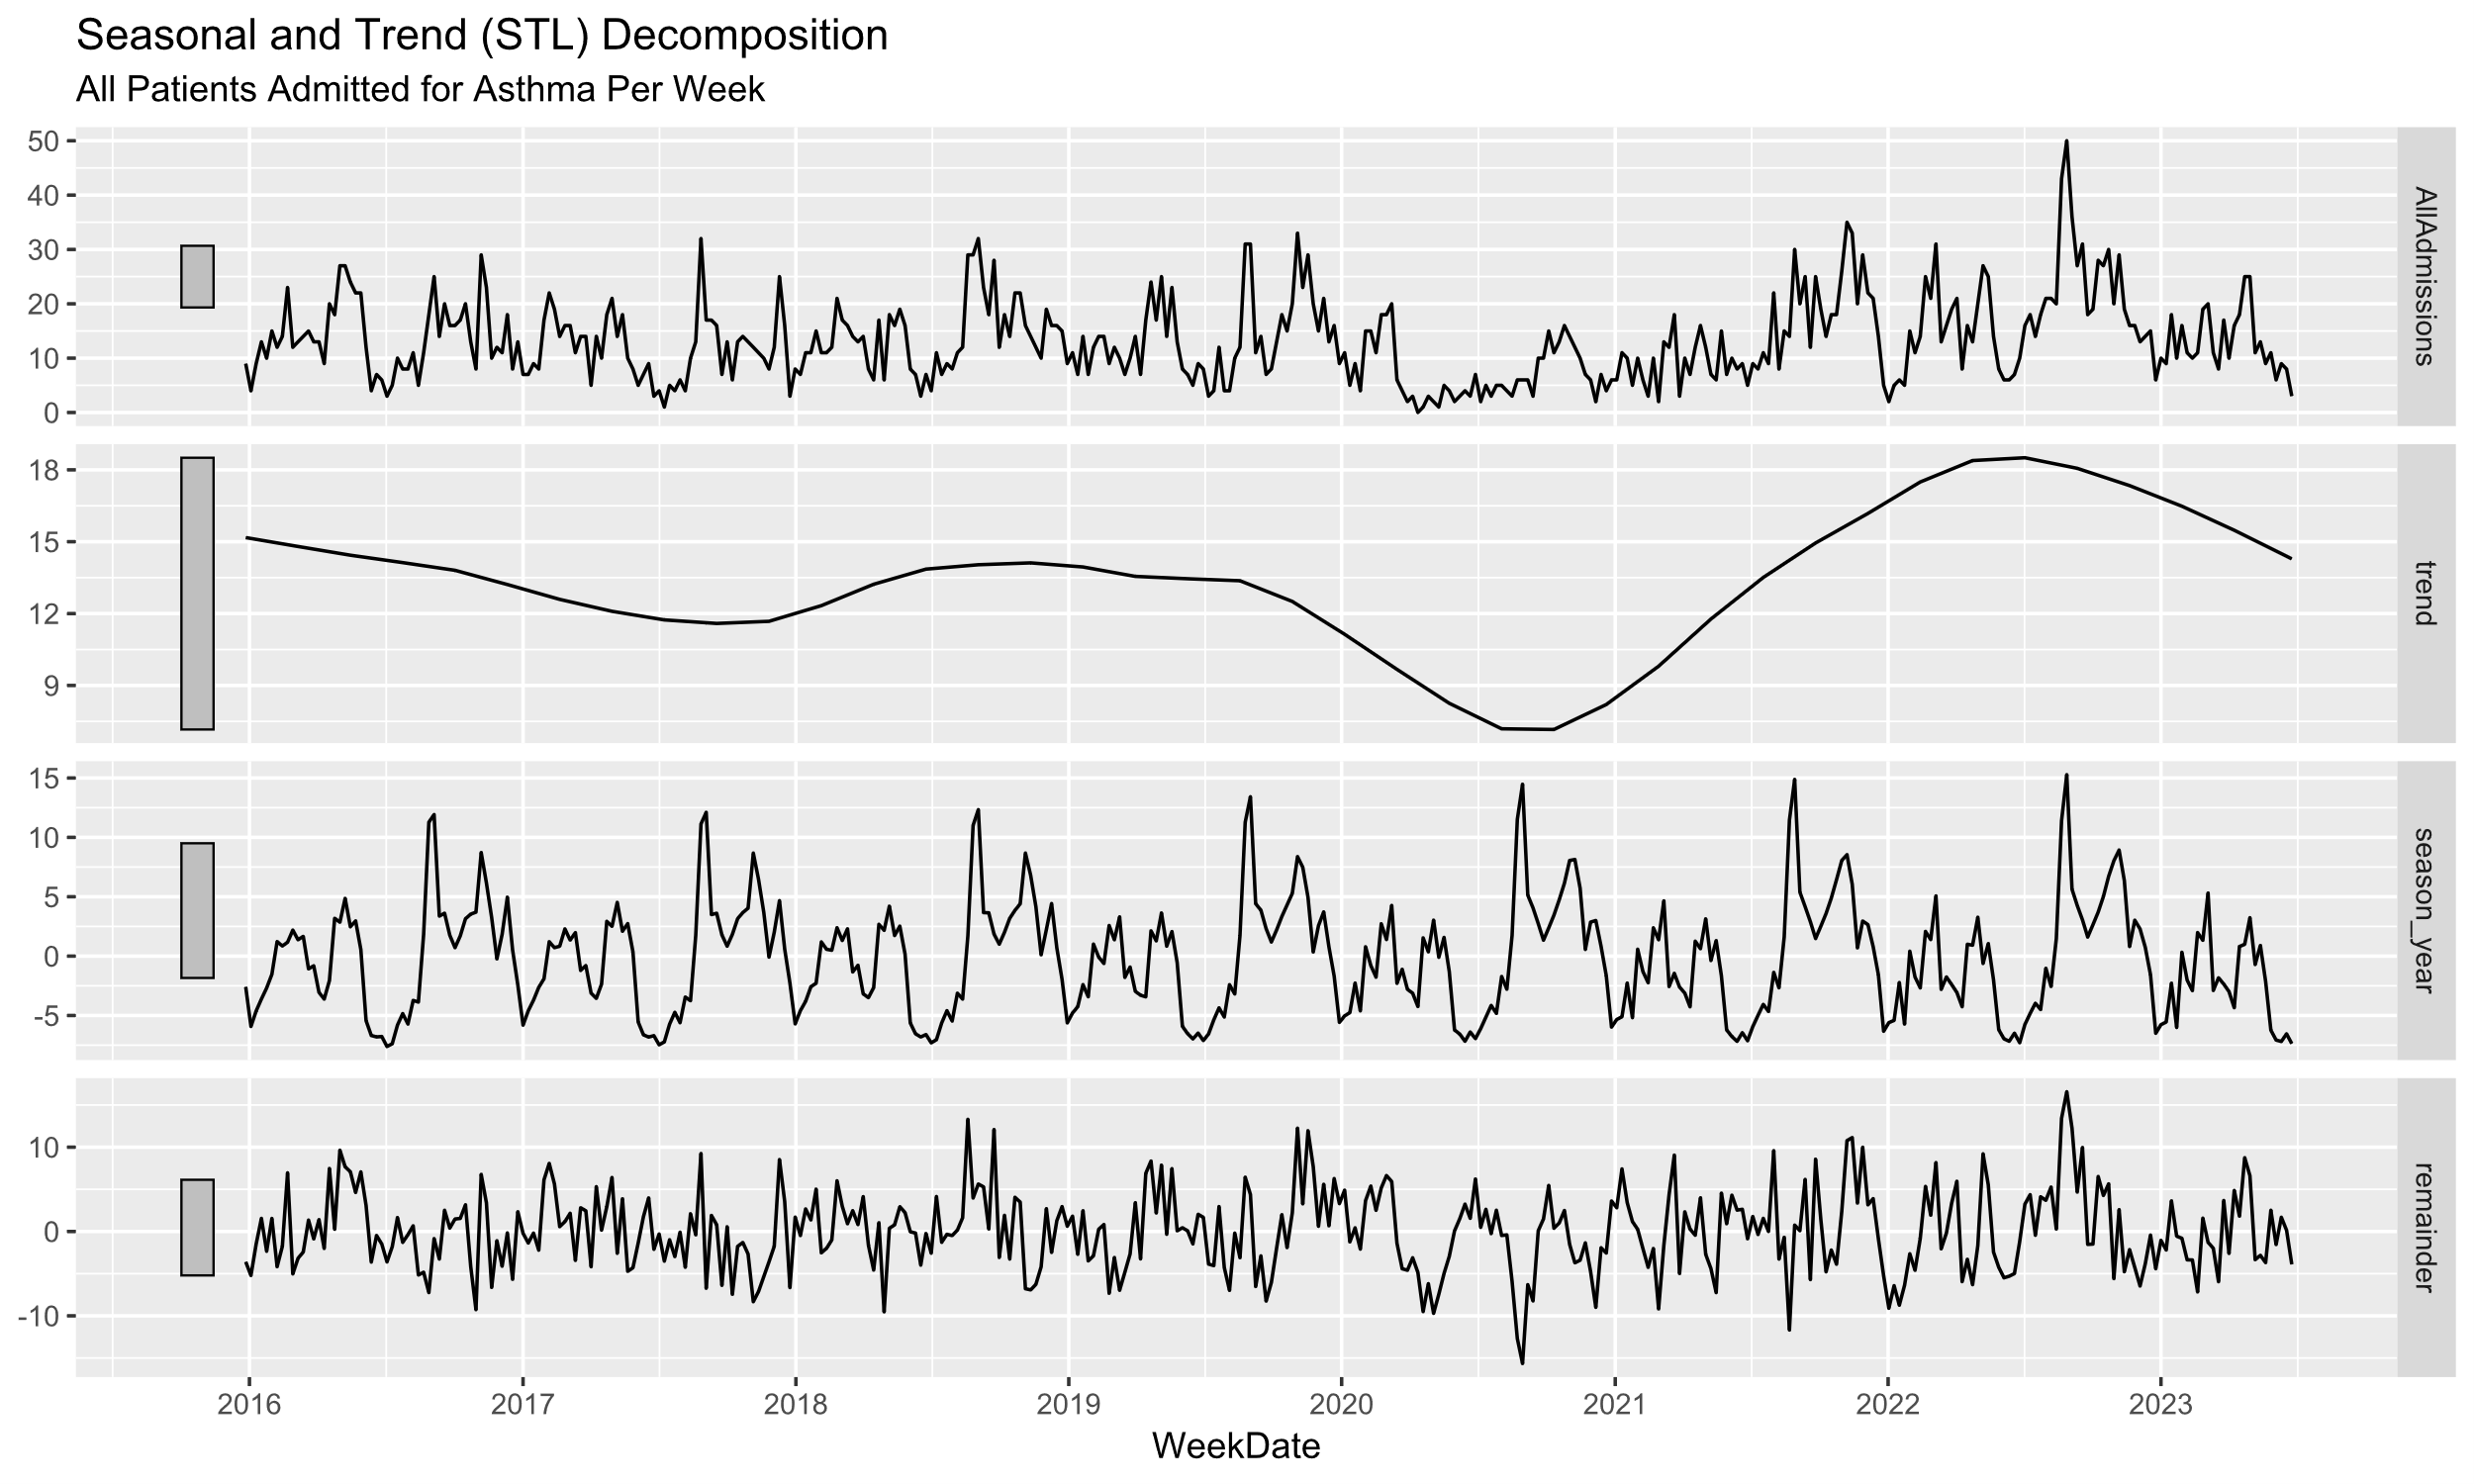 Seasonal and Trend (STL) Decomposition
All Patients Admitted for Asthma Per Week
50
40
30
20
10
0
AllAdmissions
18
15
12
9
trend
15
10
5
0
-5
season_year
10
0
-10
remainder
2016 2017 2018 2019 2020 2021 2022 2023
WeekDate